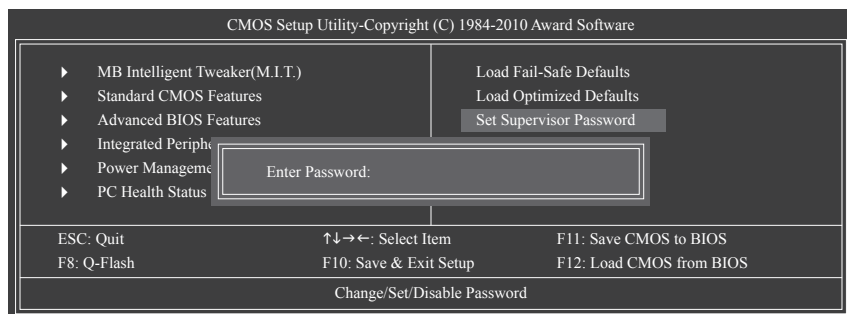 CMOS Setup Utility-Copyright (C) 1984-2010 Award Software
MB Intelligent Tweaker(M.I.T.)
Standard CMOS Features
Advanced BIOS Features
Integrated
Power
PC Health Status
Load Fail-Safe Defaults
Load Optimized Defaults
Set Supervisor Password
Enter Password:
ESC: Quit
↑↓→←: Select Item
F11: Save CMOS to BIOS
F8: Q-Flash
F10: Save & Exit Setup
F12: Load CMOS from BIOS
Change/Set/Disable Password